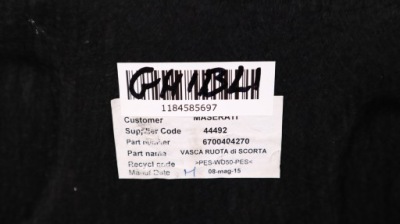 GHIBLI
1184585697
Customer MASERATI
Supplier Code 44492
Part number 6700404270
Part name VASCA RUOTA di SCORTA
Recycl code >PES-WD50-PES<
Manuf Date 08-mag-15